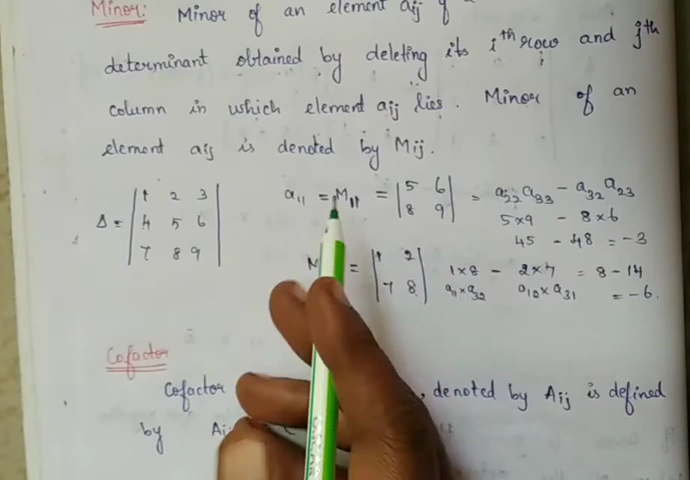 Minor: Minor of an element aij of a
determinant obtained by deleting its ith row and jth
column in which element aij lies. Minor of an
element aij is denoted by Mij.
Δ = | 1 2 3 | a11 = M11 = | 5 6 | = a22 a33 - a32 a23
| 4 5 6 | | 8 9 | 5×9 - 8×6
| 7 8 9 | 45 - 48 = -3
= | 1 2 | 1×8 - 2×7 = 8-14
| 7 8 | a11×a32 a12×a31 = -6.
Cofactor
Cofactor , denoted by Aij is defined
by